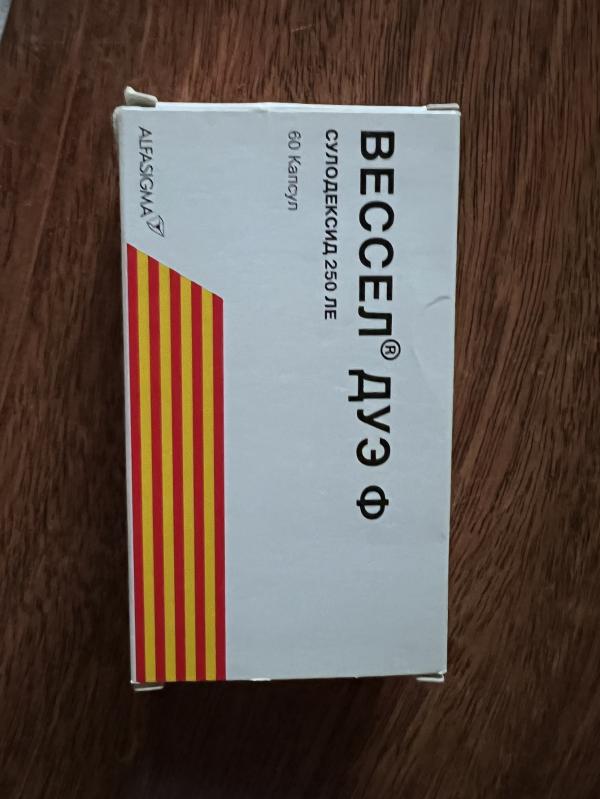 ВЕССЕЛ® ДУЭ Ф
СУЛОДЕКСИД 250 ЛЕ
60 Капсул
ALFASIGMA